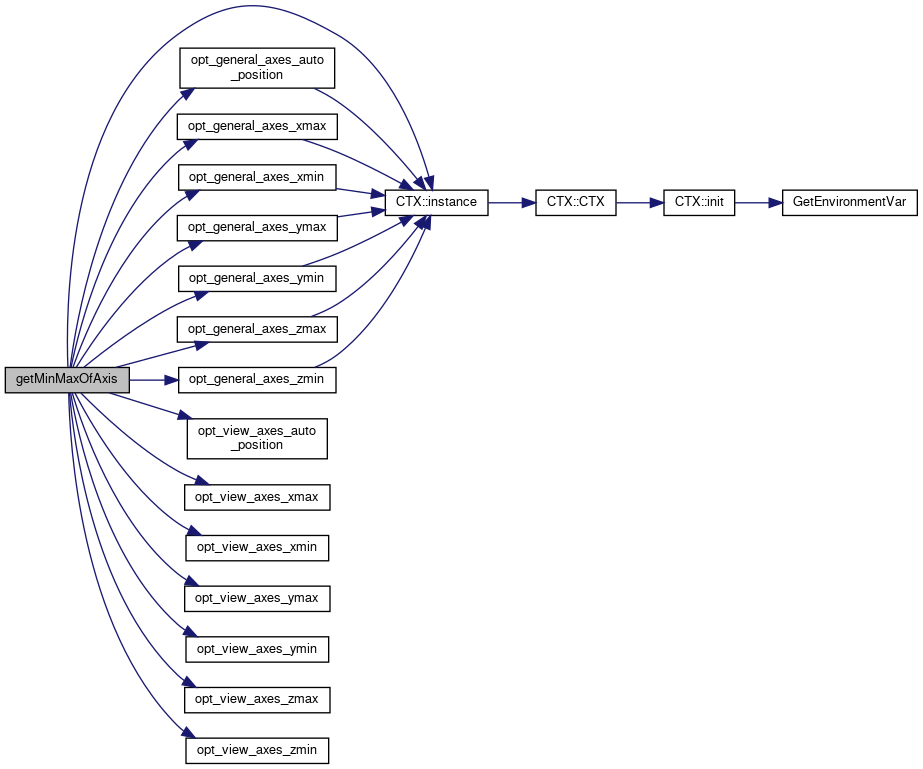 opt_general_axes_auto
_position
opt_general_axes_xmax
opt_general_axes_xmin
CTX::instance
CTX::CTX
CTX::init
GetEnvironmentVar
opt_general_axes_ymax
opt_general_axes_ymin
opt_general_axes_zmax
getMinMaxOfAxis
opt_general_axes_zmin
opt_view_axes_auto
_position
opt_view_axes_xmax
opt_view_axes_xmin
opt_view_axes_ymax
opt_view_axes_ymin
opt_view_axes_zmax
opt_view_axes_zmin